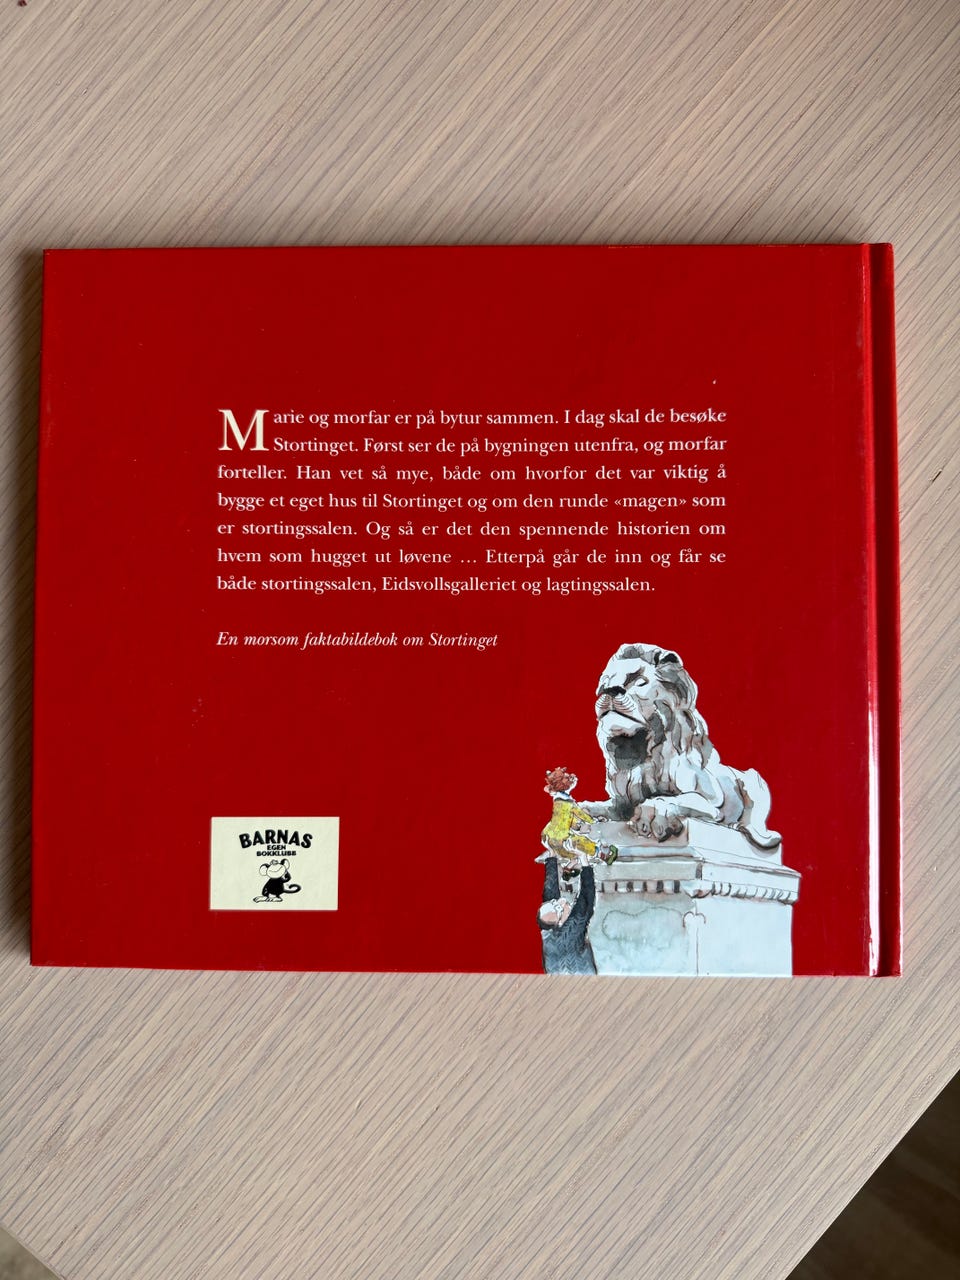 Marie og morfar er på bytur sammen. I dag skal de besøke
Stortinget. Først ser de på bygningen utenfra, og morfar
forteller. Han vet så mye, både om hvorfor det var viktig å
bygge et eget hus til Stortinget og om den runde «magen» som
er stortingssalen. Og så er det den spennende historien om
hvem som hugget ut løvene … Etterpå går de inn og får se
både stortingssalen, Eidsvollsgalleriet og lagtingssalen.
En morsom faktabildebok om Stortinget
BARNAS
EGEN
BOKKLUBB